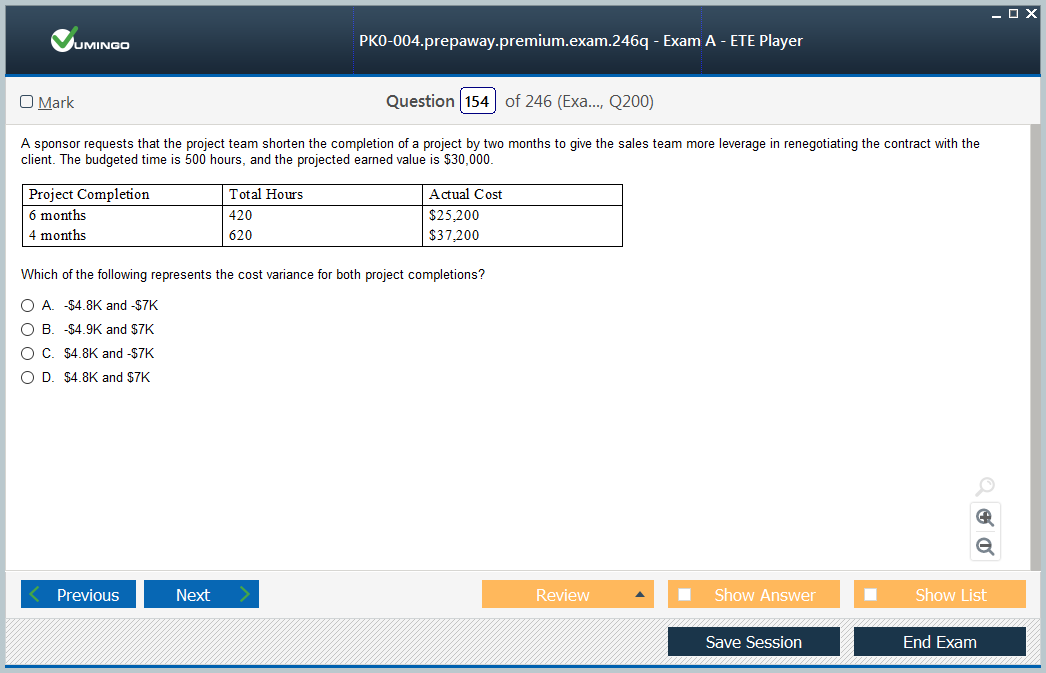 VUMINGO
PK0-004.prepaway.premium.exam.246q - Exam A - ETE Player
Mark
Question 154 of 246 (Exa..., Q200)
A sponsor requests that the project team shorten the completion of a project by two months to give the sales team more leverage in renegotiating the contract with the
client. The budgeted time is 500 hours, and the projected earned value is $30,000.
Project Completion Total Hours Actual Cost
6 months 420 $25,200
4 months 620 $37,200
Which of the following represents the cost variance for both project completions?
A. -$4.8K and -$7K
B. -$4.9K and $7K
C. $4.8K and -$7K
D. $4.8K and $7K
Previous Next Review Show Answer Show List
Save Session End Exam